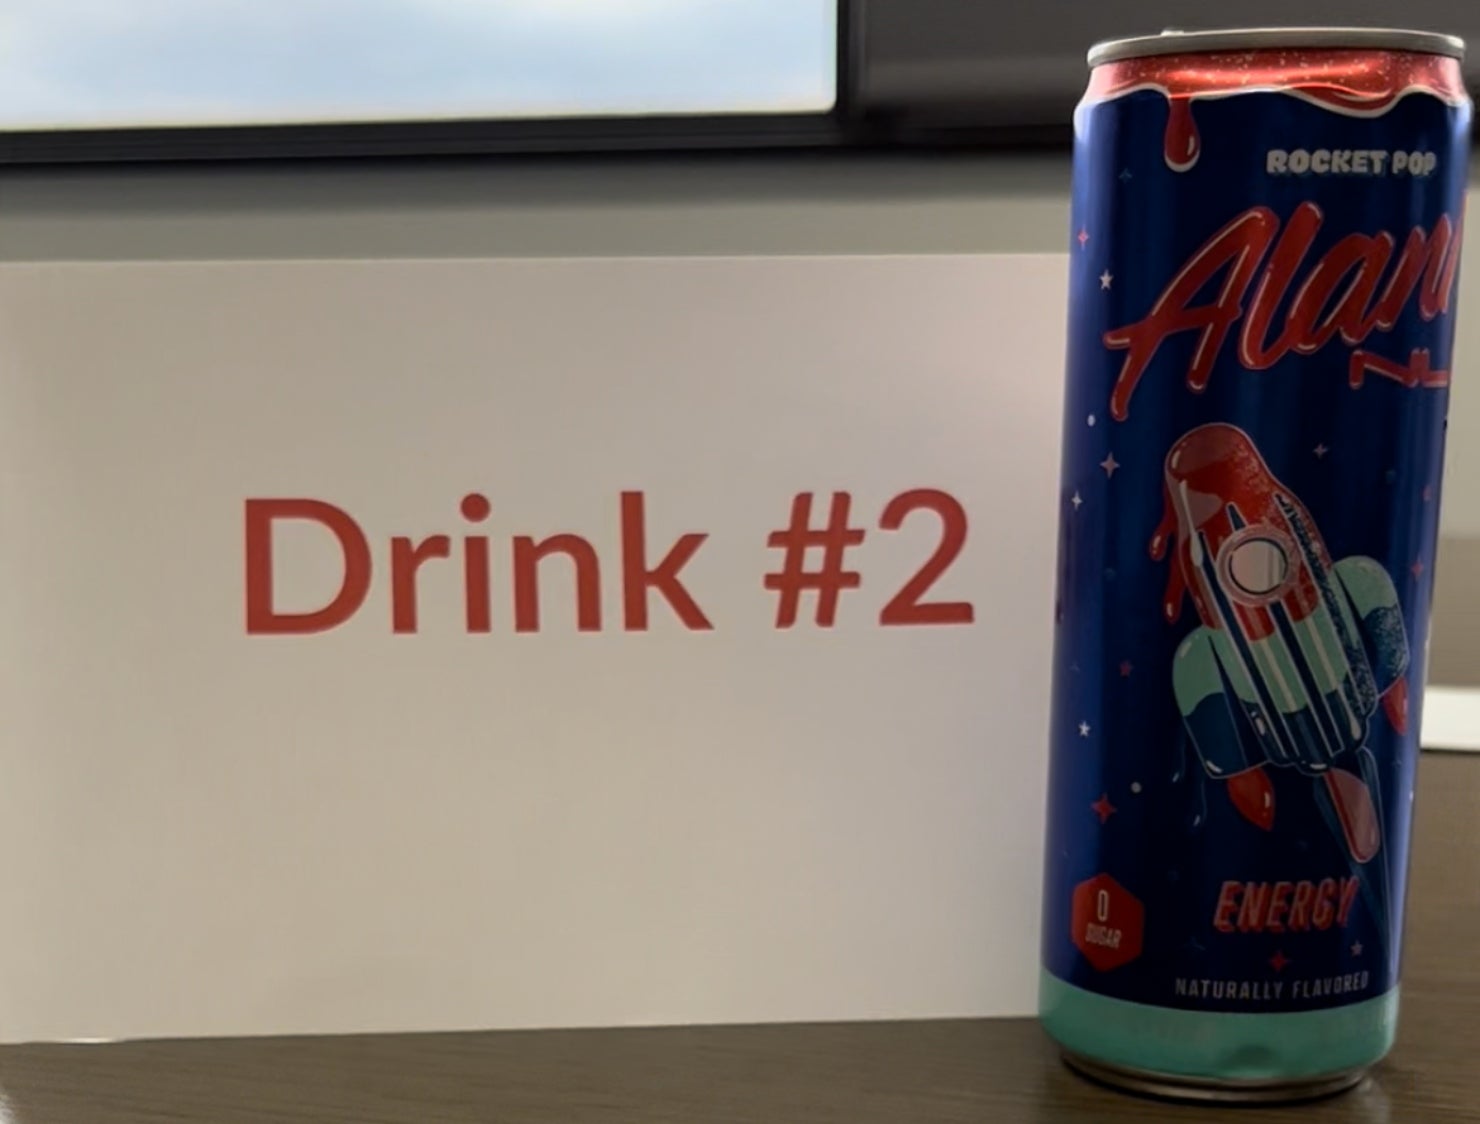 Drink #2
ROCKET POP
Alani
0
SUGAR
ENERGY
NATURALLY FLAVORED